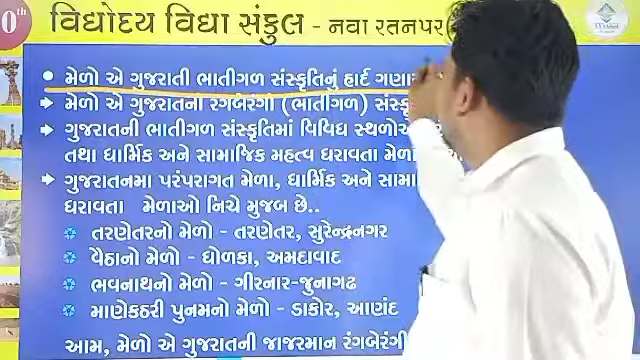 0th
વિદ્યોદય વિદ્યા સંકુલ - નવા રતનપર
મેળો એ ગુજરાતી ભાતીગળ સંસ્કૃતિનું હાર્દ
મેળો એ ગુજરાતની રંગબેરંગી (ભાતીગળ)
ગુજરાતની ભાતીગળ સંસ્કૃતિમાં વિવિધ
તથા ધાર્મિક અને સામાજિક મહત્વ ધરાવતા
ગુજરાતનમા પરંપરાગત મેળા, ધાર્મિક અને
ધરાવતા મેળાઓ નિચે મુજબ છે..
તરણેતરનો મેળો - તરણેતર, સુરેન્દ્રનગર
વૈઠાનો મેળો - ધોળકા, અમદાવાદ
ભવનાથનો મેળો - ગીરનાર-જુનાગઢ
માણેકઠરી પુનમનો મેળો - ડાકોર, આણંદ
આમ, મેળો એ ગુજરાતની જાજરમાન રંગબેરંગી